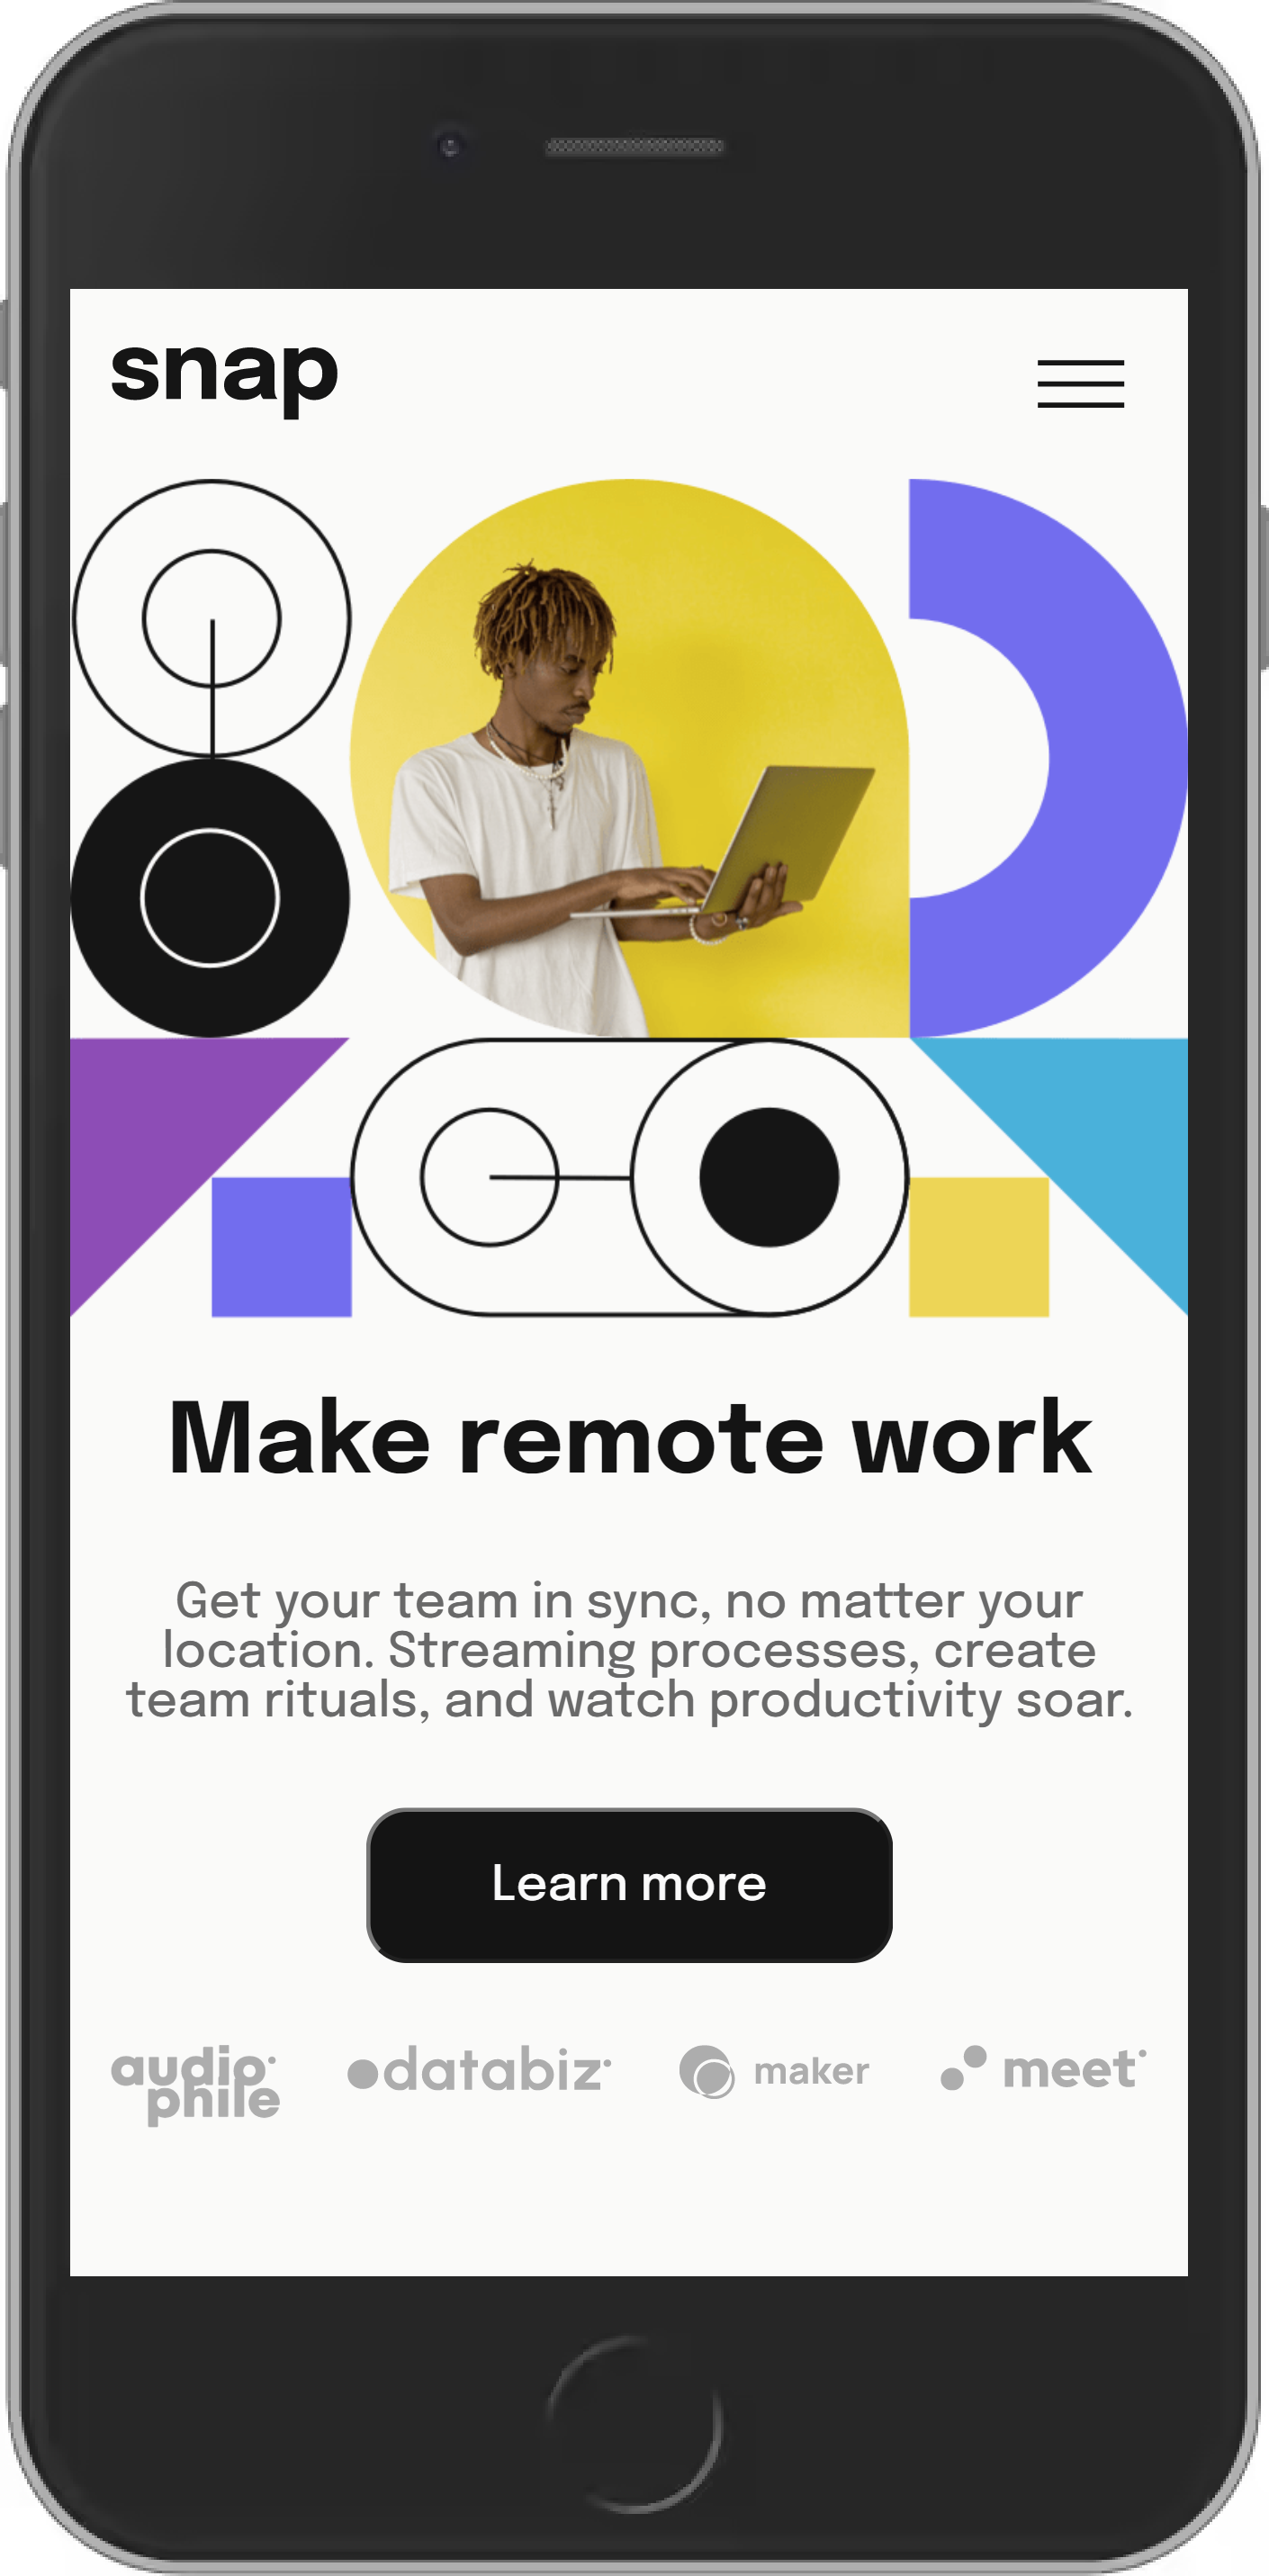 snap
Make remote work
Get your team in sync, no matter your
location. Streaming processes, create
team rituals, and watch productivity soar.
Learn more
audio
phile
databiz
maker
meet